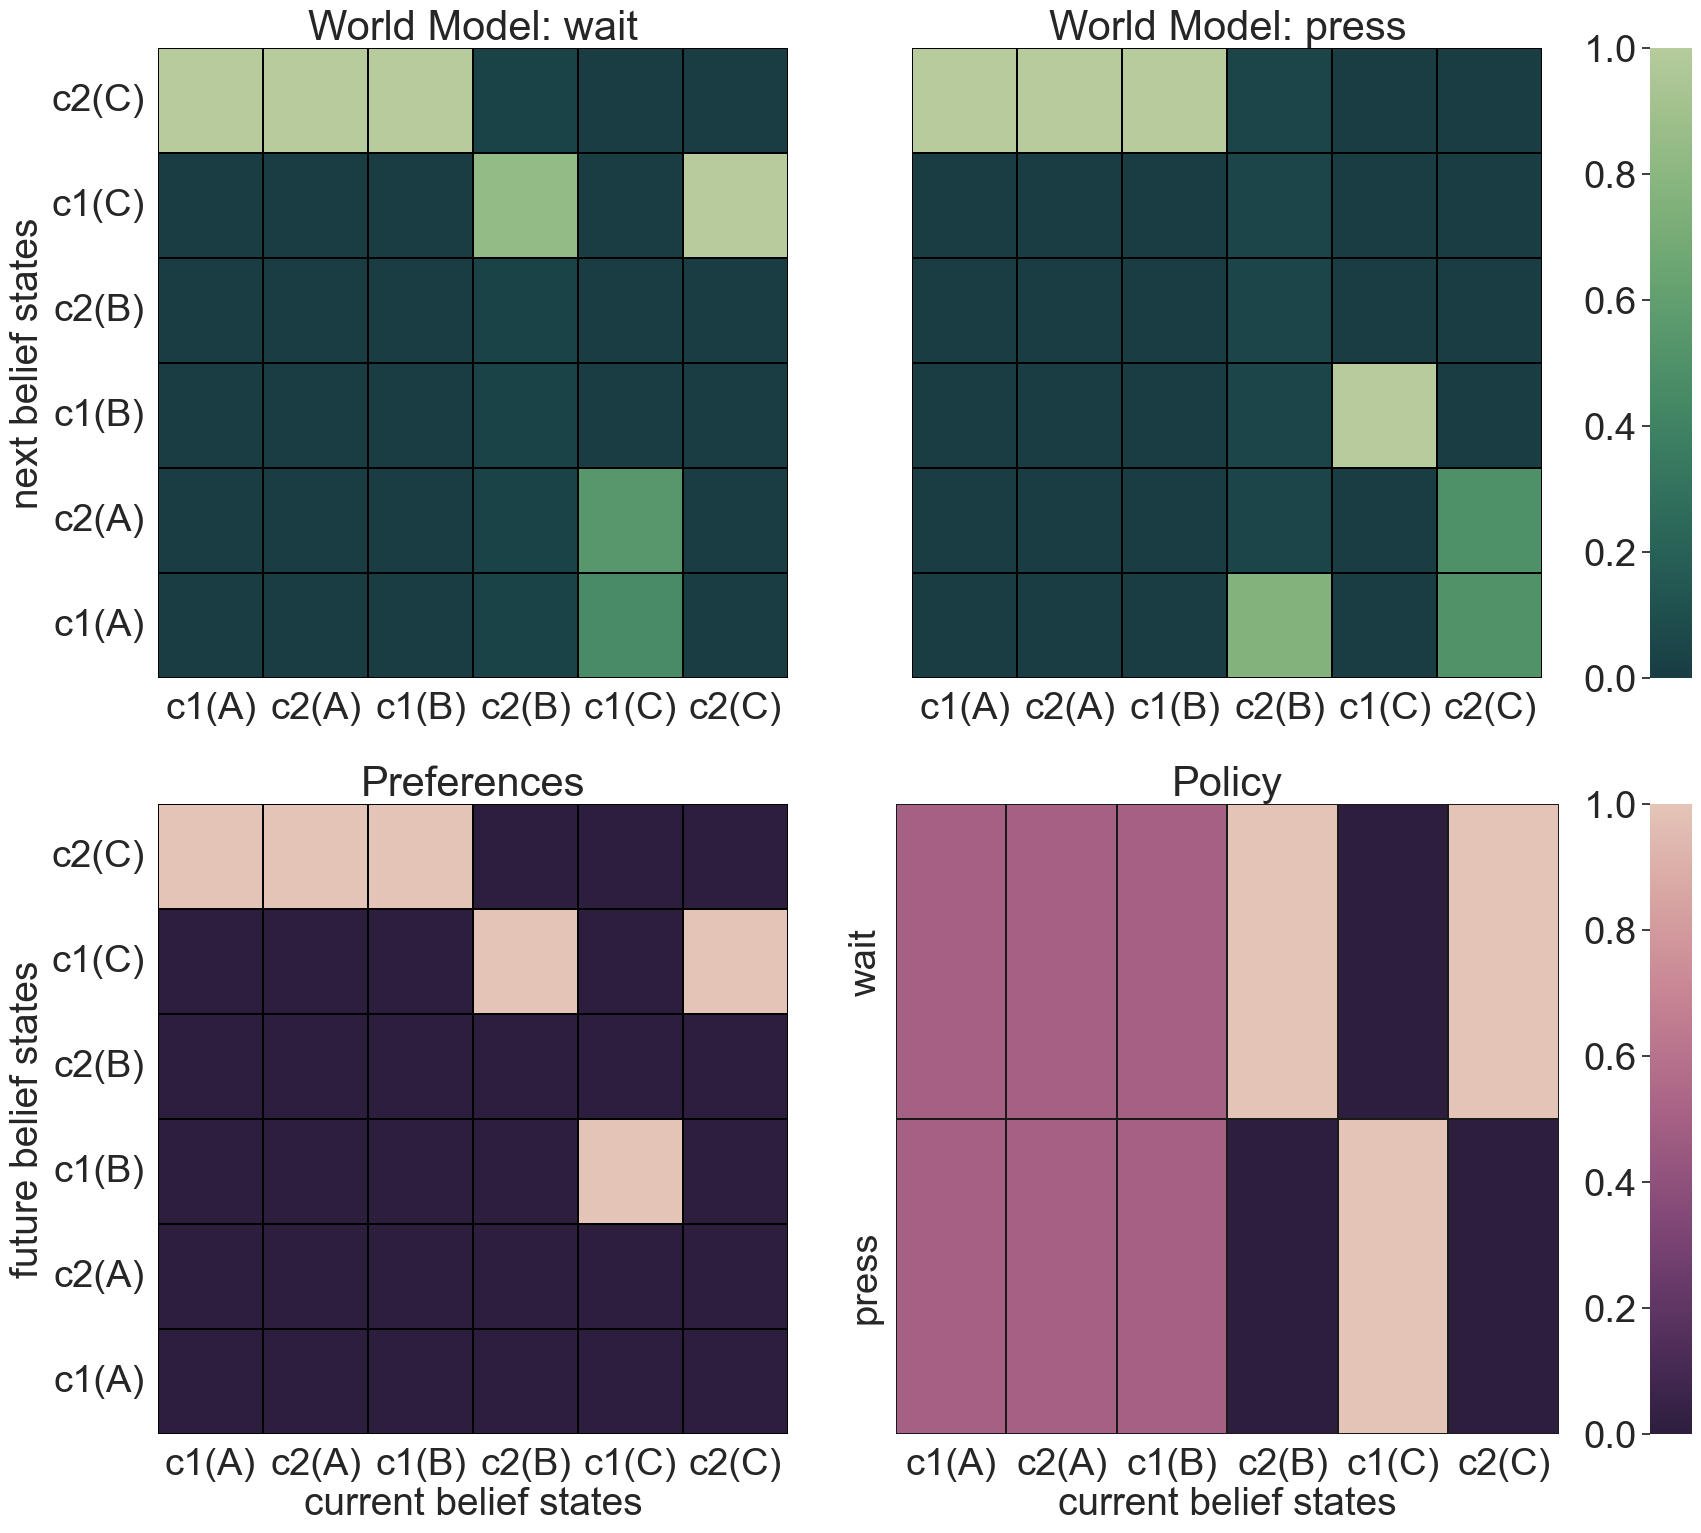 World Model: wait
World Model: press
next belief states
c2(C)
c1(C)
c2(B)
c1(B)
c2(A)
c1(A)
c1(A) c2(A) c1(B) c2(B) c1(C) c2(C)
c1(A) c2(A) c1(B) c2(B) c1(C) c2(C)
1.0
0.8
0.6
0.4
0.2
0.0
Preferences
Policy
future belief states
c2(C)
c1(C)
c2(B)
c1(B)
c2(A)
c1(A)
c1(A) c2(A) c1(B) c2(B) c1(C) c2(C)
current belief states
wait
press
c1(A) c2(A) c1(B) c2(B) c1(C) c2(C)
current belief states
1.0
0.8
0.6
0.4
0.2
0.0